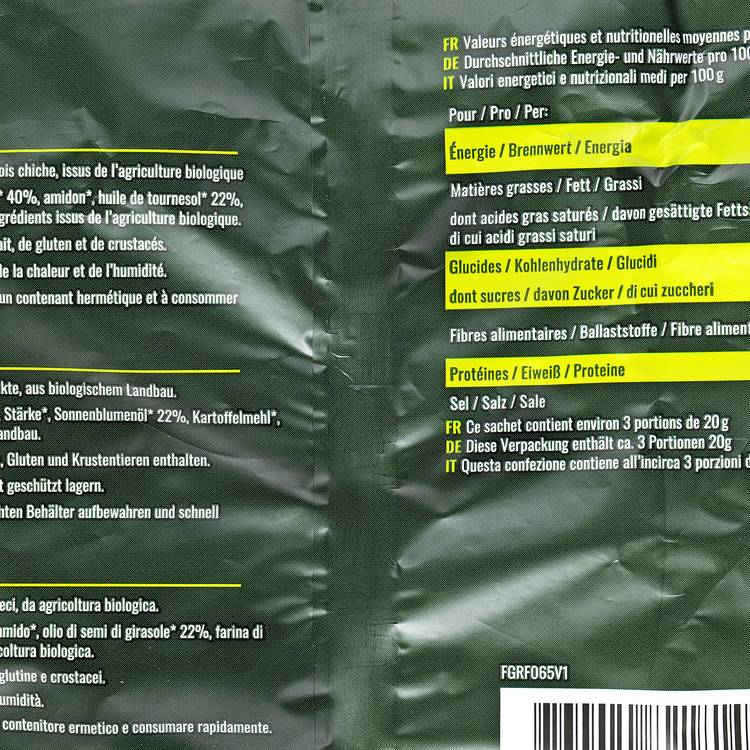 ois chiche, issus de l'agriculture biologique
* 40%, amidon*, huile de tournesol* 22%,
grédients issus de l'agriculture biologique.
ait, de gluten et de crustacés.
de la chaleur et de l'humidité.
un contenant hermétique et à consommer
kte, aus biologischem Landbau.
, Stärke*, Sonnenblumenöl* 22%, Kartoffelmehl*,
andbau.
, Gluten und Krustentieren enthalten.
t geschützt lagern.
hten Behälter aufbewahren und schnell
eci, da agricoltura biologica.
amido*, olio di semi di girasole* 22%, farina di
coltura biologica.
glutine e crostacei.
umidità.
contenitore ermetico e consumare rapidamente.
FR Valeurs énergétiques et nutritionelles moyennes p
DE Durchschnittliche Energie- und Nährwerte pro 100
IT Valori energetici e nutrizionali medi per 100 g
Pour / Pro / Per:
Énergie / Brennwert / Energia
Matières grasses / Fett / Grassi
dont acides gras saturés / davon gesättigte Fetts
di cui acidi grassi saturi
Glucides / Kohlenhydrate / Glucidi
dont sucres / davon Zucker / di cui zuccheri
Fibres alimentaires / Ballaststoffe / Fibre aliment
Protéines / Eiweiß / Proteine
Sel / Salz / Sale
FR Ce sachet contient environ 3 portions de 20 g
DE Diese Verpackung enthält ca. 3 Portionen 20g
IT Questa confezione contiene all'incirca 3 porzioni d
FGRF065V1